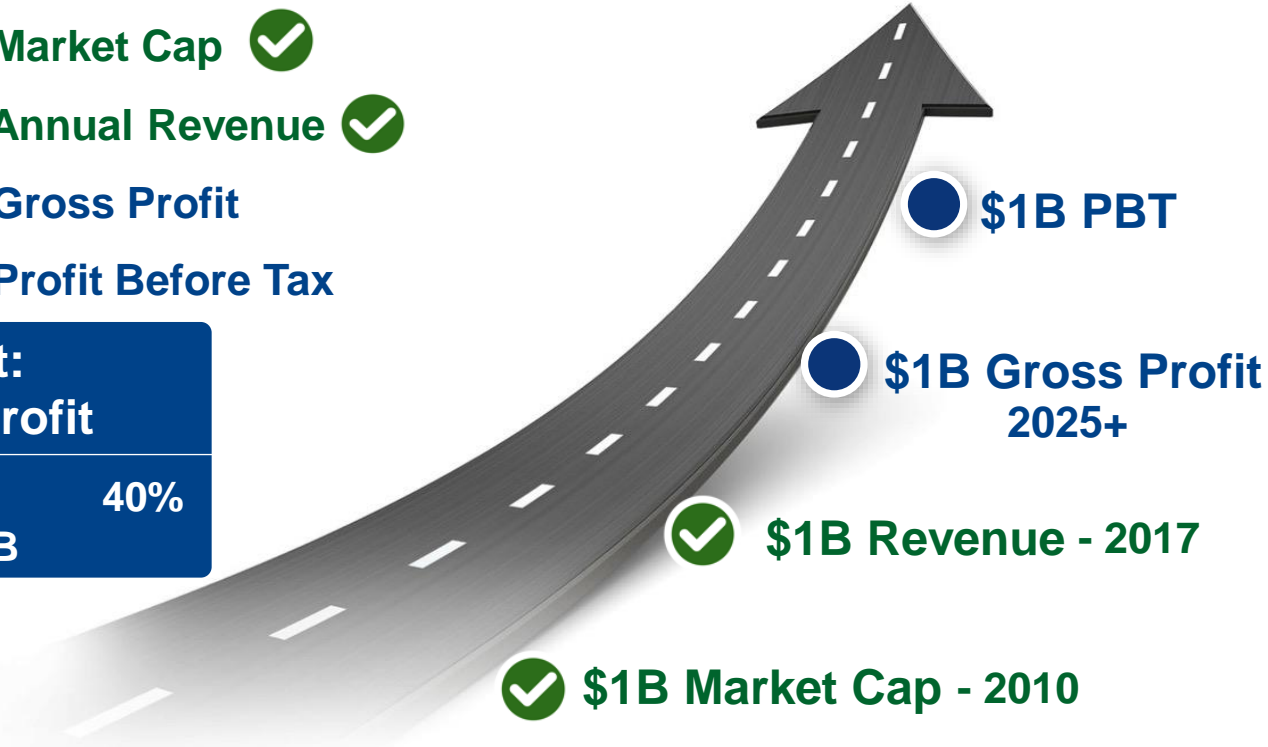 Market Cap
Annual Revenue
Gross Profit
Profit Before Tax
t:
rofit
40%
B
$1B PBT
$1B Gross Profit
2025+
$1B Revenue - 2017
$1B Market Cap - 2010